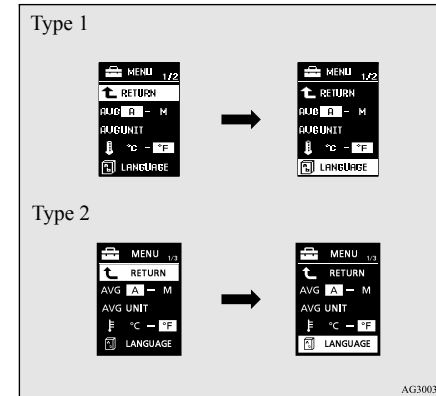 Type 1
MENU 1/2
RETURN
AVG A - M
AVG UNIT
°C - °F
LANGUAGE
MENU 1/2
RETURN
AVG A - M
AVG UNIT
°C - °F
LANGUAGE
Type 2
MENU 1/3
RETURN
AVG A - M
AVG UNIT
°C - °F
LANGUAGE
MENU 1/3
RETURN
AVG A - M
AVG UNIT
°C - °F
LANGUAGE
AG3003